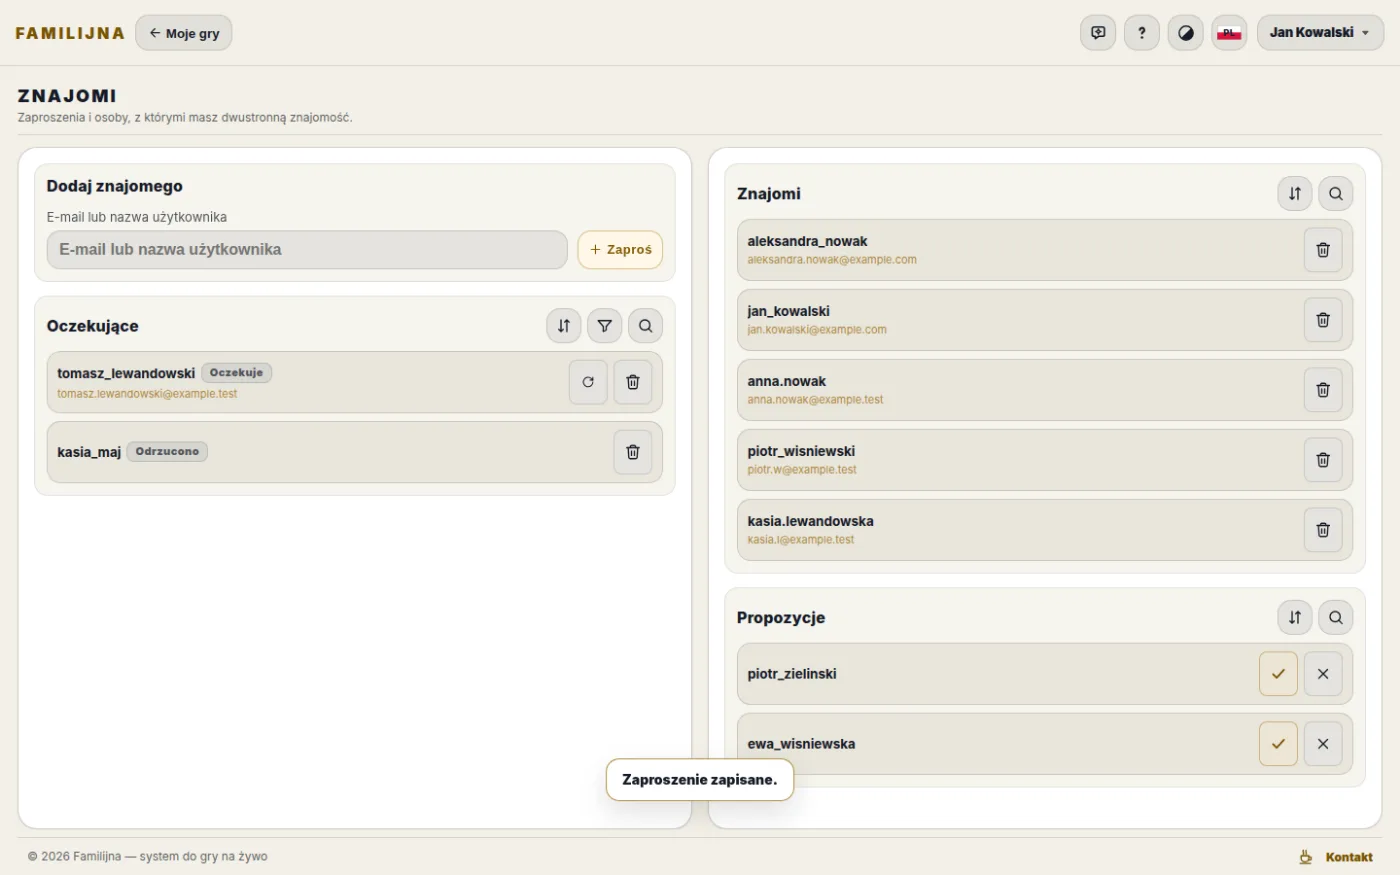 FAMILIJNA
← Moje gry
?
PL
Jan Kowalski
ZNAJOMI
Zaproszenia i osoby, z którymi masz dwustronną znajomość.
Dodaj znajomego
E-mail lub nazwa użytkownika
E-mail lub nazwa użytkownika
+ Zaproś
Oczekujące
tomasz_lewandowski Oczekuje
tomasz.lewandowski@example.test
kasia_maj Odrzucono
Znajomi
aleksandra_nowak
aleksandra.nowak@example.com
jan_kowalski
jan.kowalski@example.com
anna.nowak
anna.nowak@example.test
piotr_wisniewski
piotr.w@example.test
kasia.lewandowska
kasia.l@example.test
Propozycje
piotr_zielinski
ewa_wisniewska
Zaproszenie zapisane.
© 2026 Familijna — system do gry na żywo
Kontakt